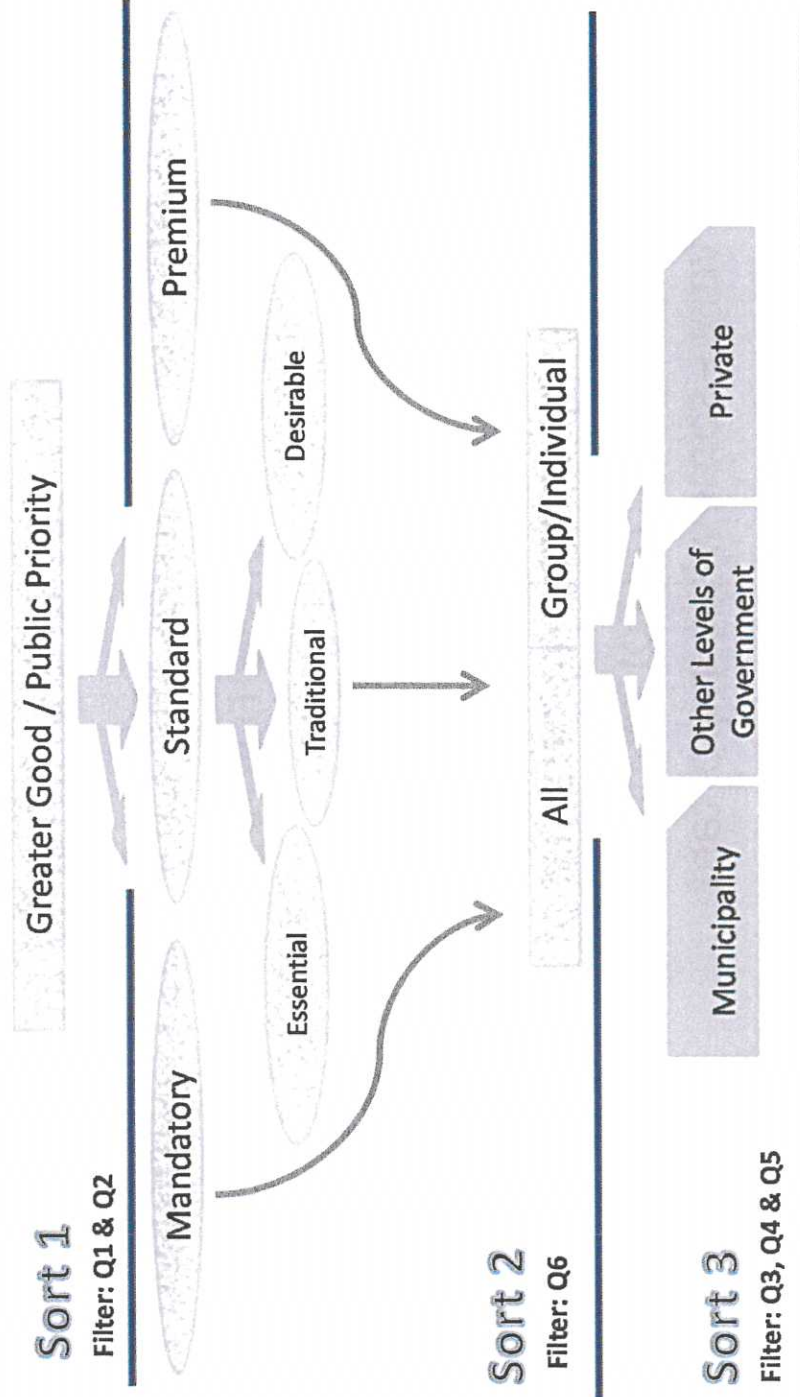 Sort 1
Filter: Q1 & Q2
Greater Good / Public Priority
Mandatory
Standard
Premium
Essential
Traditional
Desirable
Sort 2
Filter: Q6
All
Group/Individual
Sort 3
Filter: Q3, Q4 & Q5
Municipality
Other Levels of
Government
Private